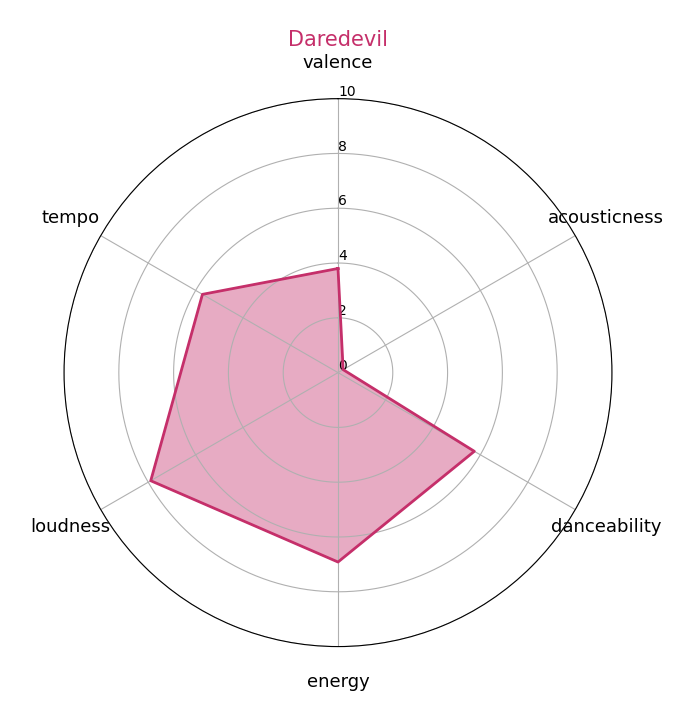 Daredevil
valence
10
8
6
4
2
0
tempo
acousticness
loudness
danceability
energy